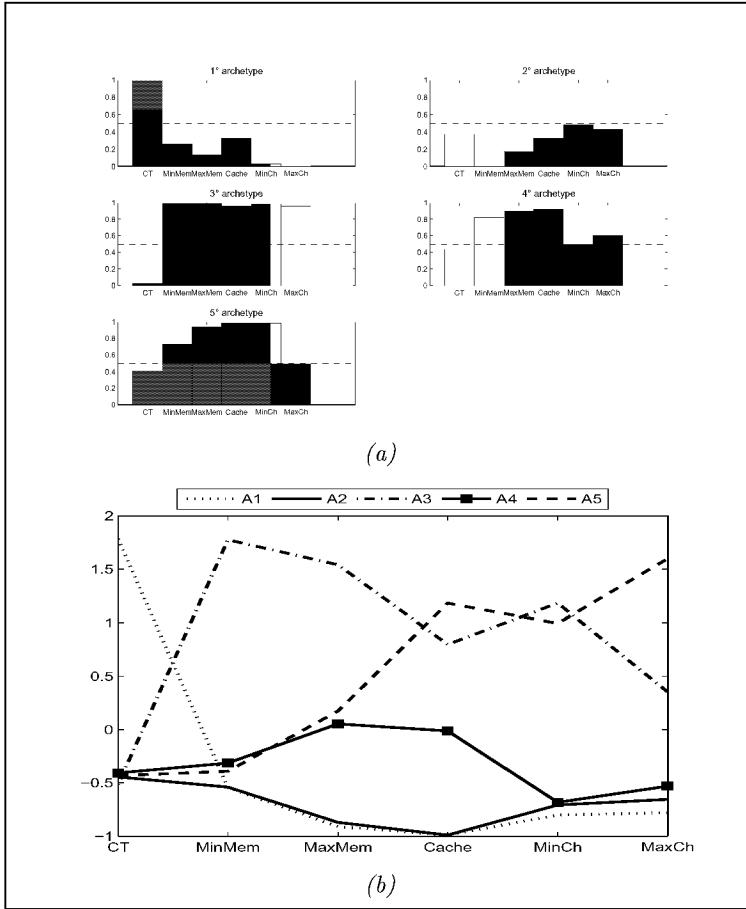 1° archetype
1
0.8
0.6
0.4
0.2
0
CT MinMem MaxMem Cache MinCh MaxCh
2° archetype
1
0.8
0.6
0.4
0.2
0
CT MinMem MaxMem Cache MinCh MaxCh
3° archetype
1
0.8
0.6
0.4
0.2
0
CT MinMem MaxMem Cache MinCh MaxCh
4° archetype
1
0.8
0.6
0.4
0.2
0
CT MinMem MaxMem Cache MinCh MaxCh
5° archetype
1
0.8
0.6
0.4
0.2
0
CT MinMem MaxMem Cache MinCh MaxCh
(a)
A1 A2 A3 A4 A5
2
1.5
1
0.5
0
−0.5
−1
CT MinMem MaxMem Cache MinCh MaxCh
(b)